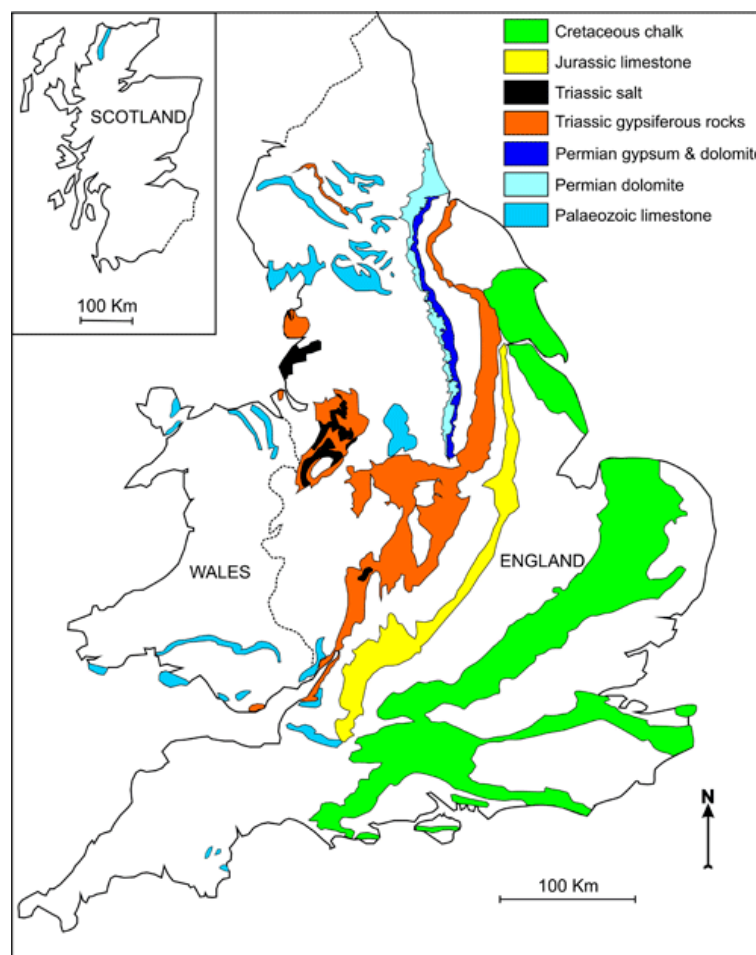 SCOTLAND
100 Km
Cretaceous chalk
Jurassic limestone
Triassic salt
Triassic gypsiferous rocks
Permian gypsum & dolomite
Permian dolomite
Palaeozoic limestone
WALES
ENGLAND
N
100 Km